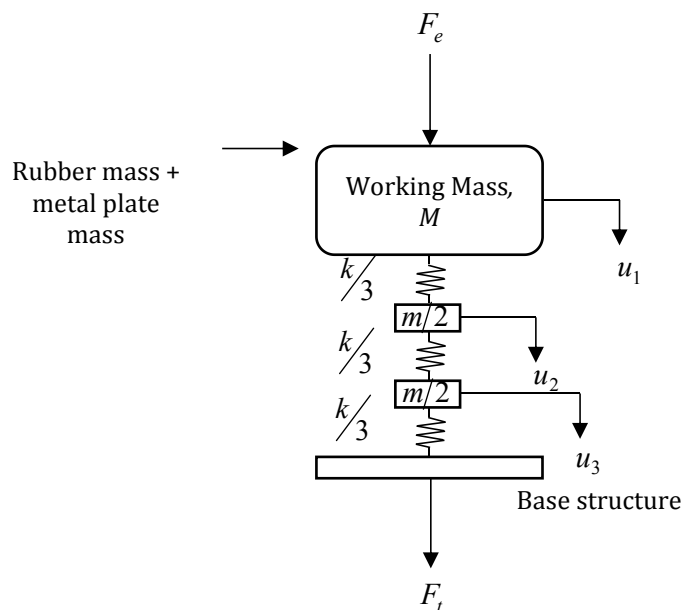 F_e
Rubber mass +
metal plate
mass
Working Mass,
M
u_1
k/3
m/2
k/3
u_2
m/2
k/3
u_3
Base structure
F_t